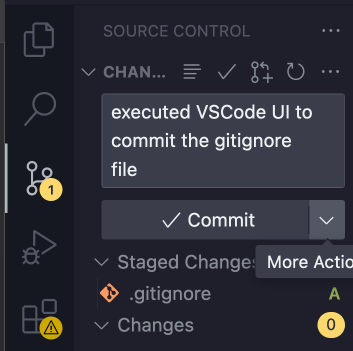 SOURCE CONTROL ...
CHAN... ...
executed VSCode UI to
commit the gitignore
file
1
Commit
Staged Change
More Actio
.gitignore A
Changes 0